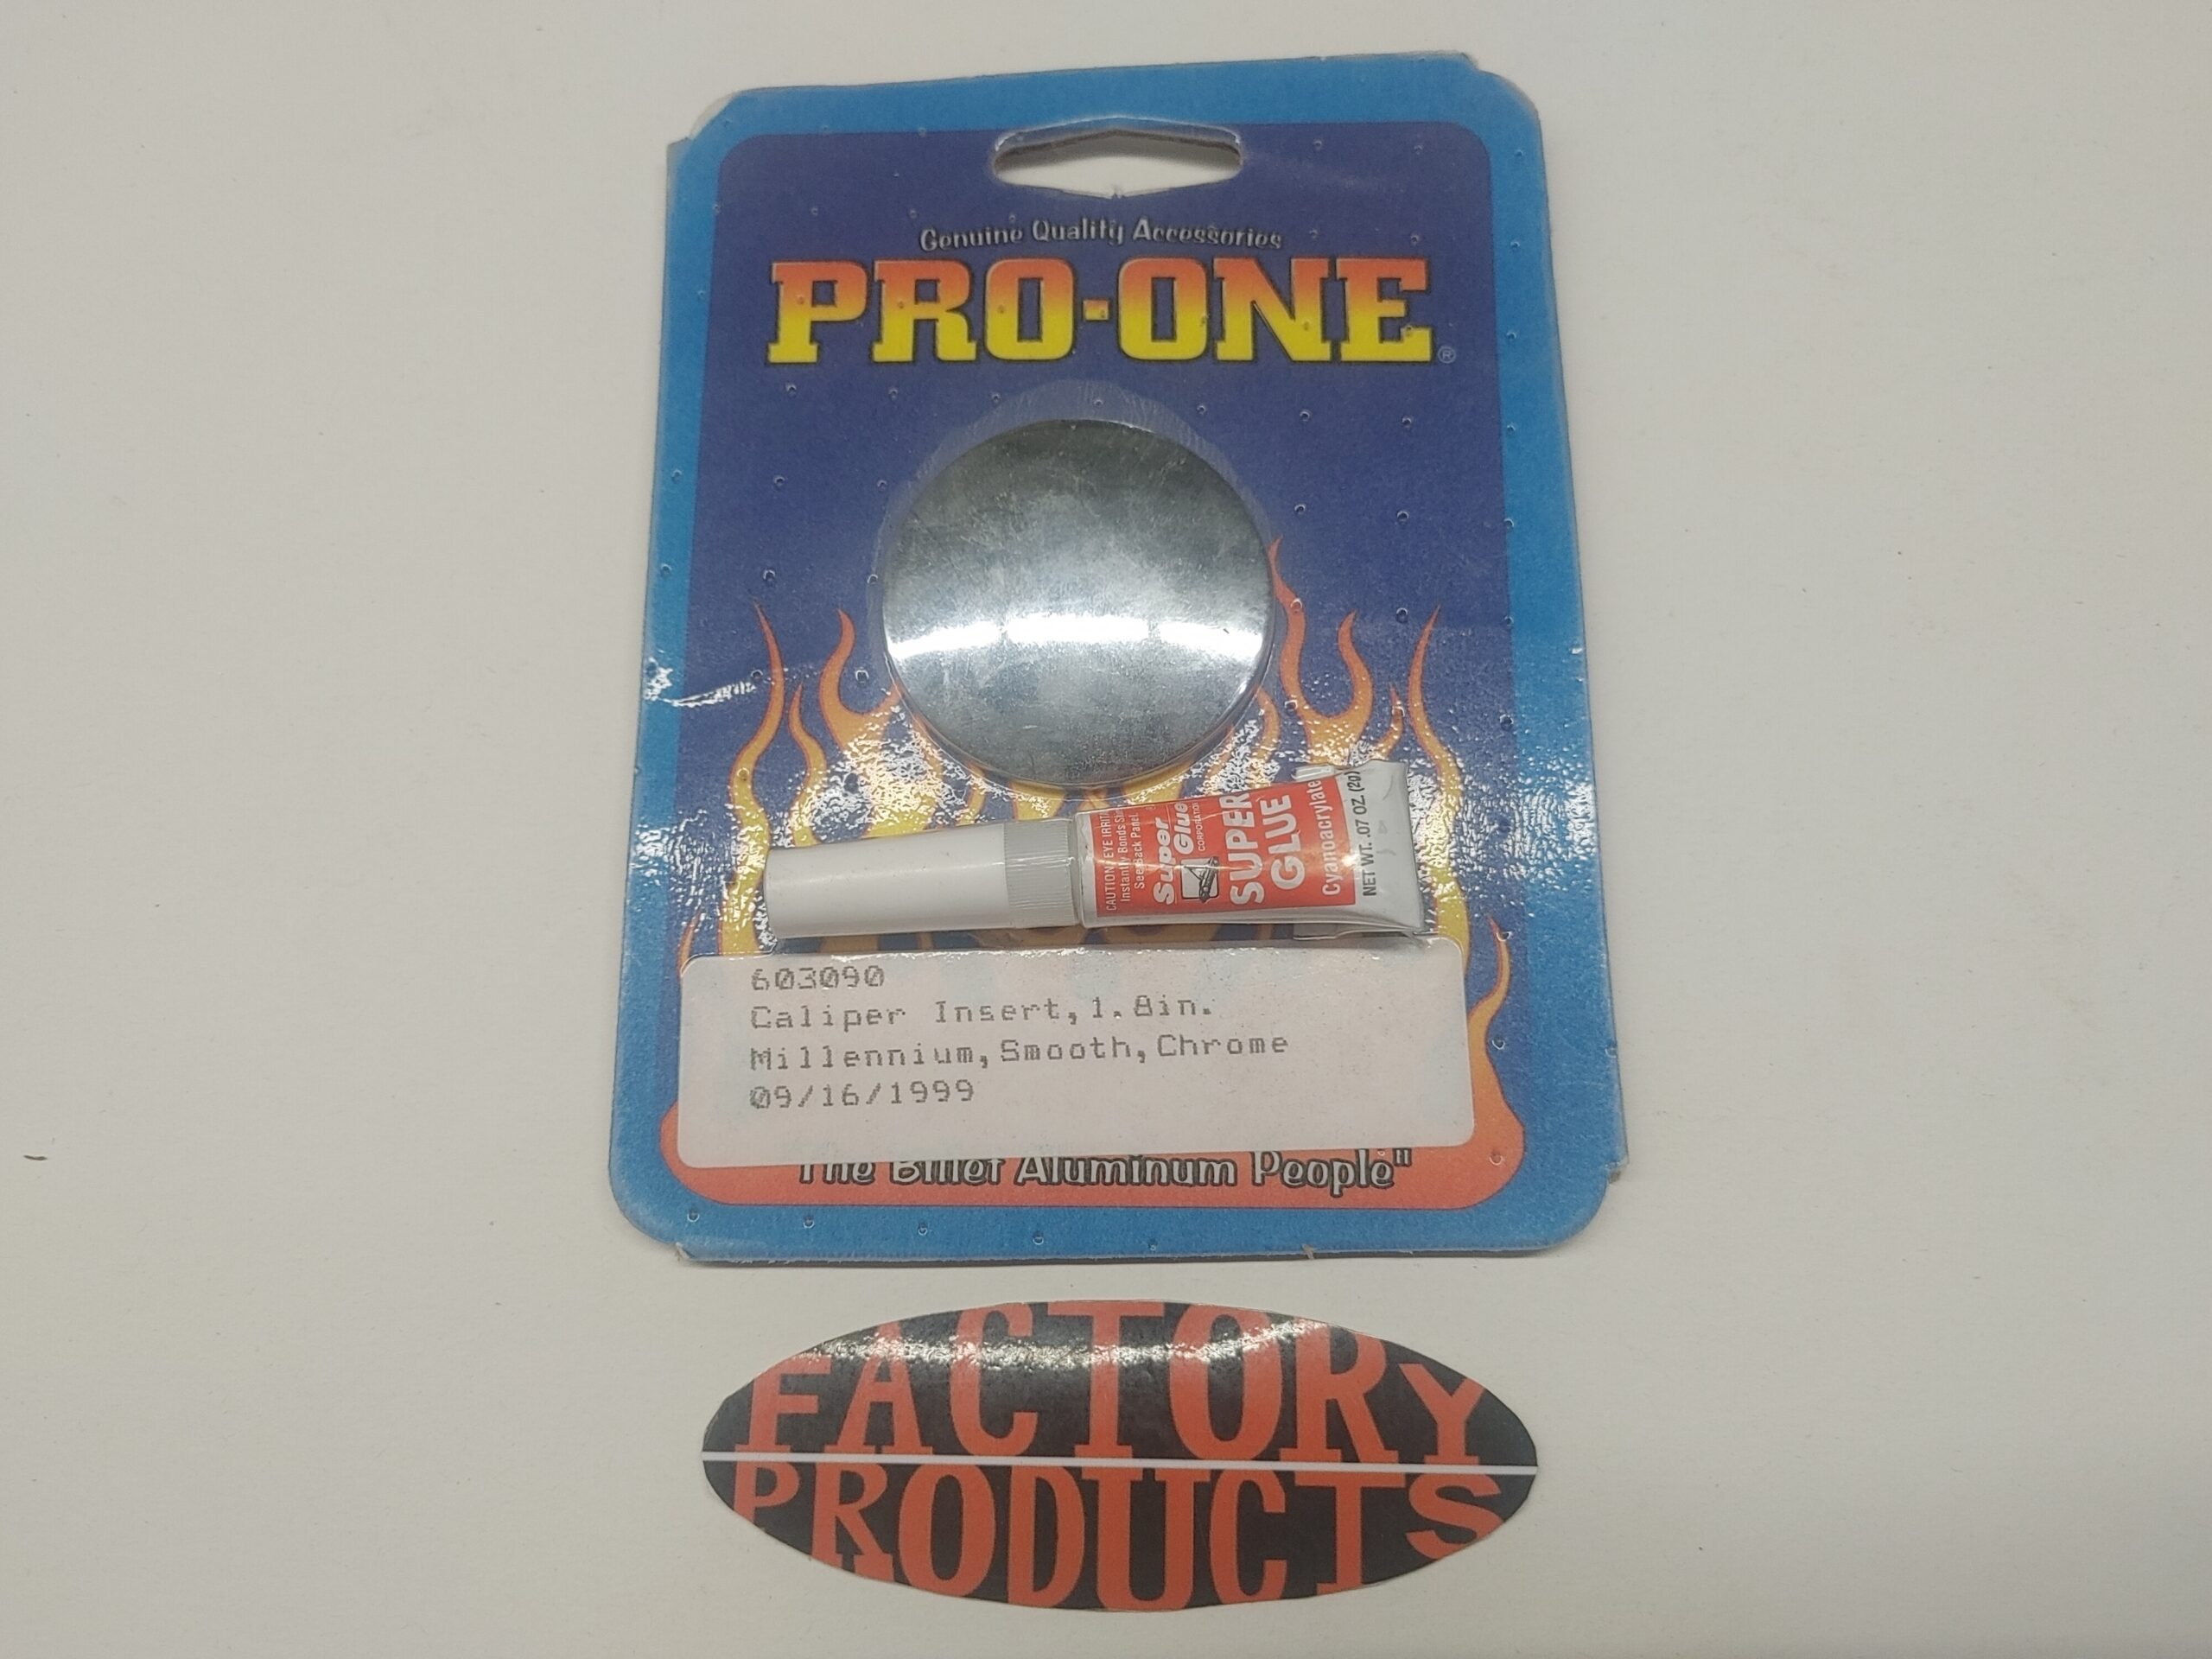 Genuine Quality Accessories
PRO-ONE®
CAUTION: EYE IRRITANT
Instantly Bonds Skin
See Back Panel
Super Glue
CORPORATION
SUPER
GLUE
Cyanoacrylate
NET WT. .07 OZ. (2g)
603090
Caliper Insert,1.8in.
Millennium,Smooth,Chrome
09/16/1999
The Billet Aluminum People"
FACTORY
PRODUCTS